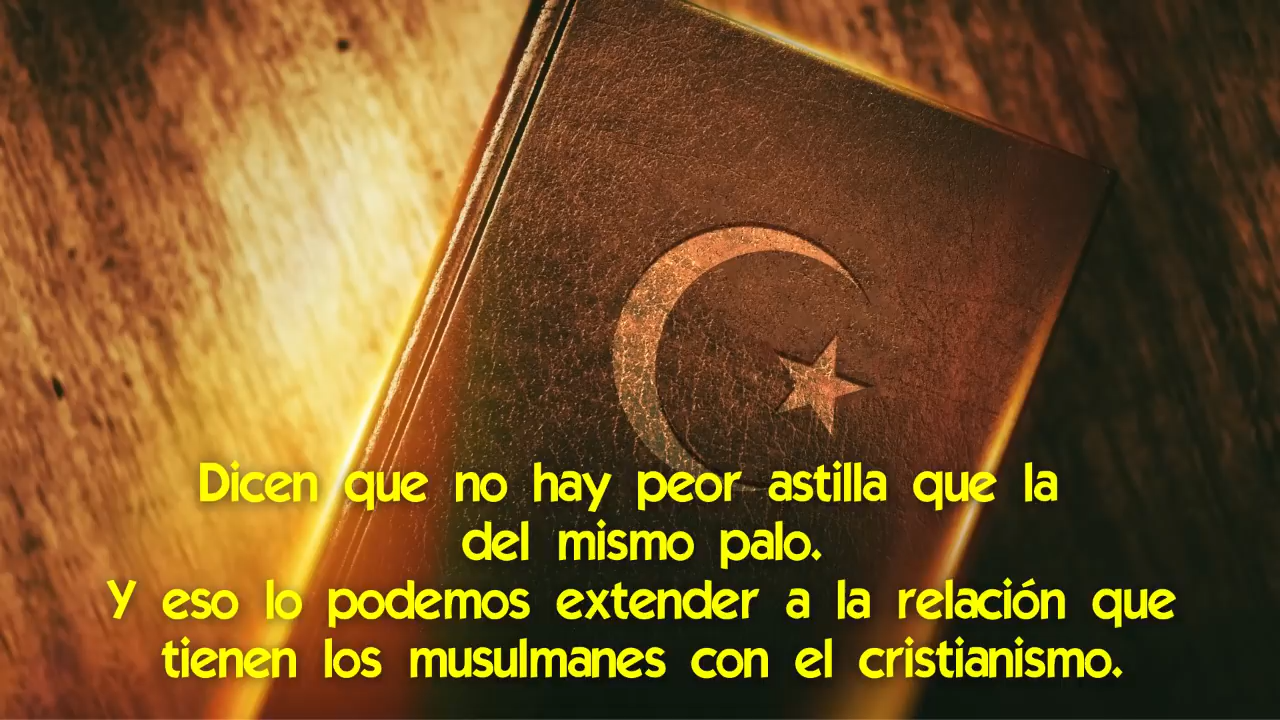 Dicen que no hay peor astilla que la
del mismo palo.
Y eso lo podemos extender a la relación que
tienen los musulmanes con el cristianismo.